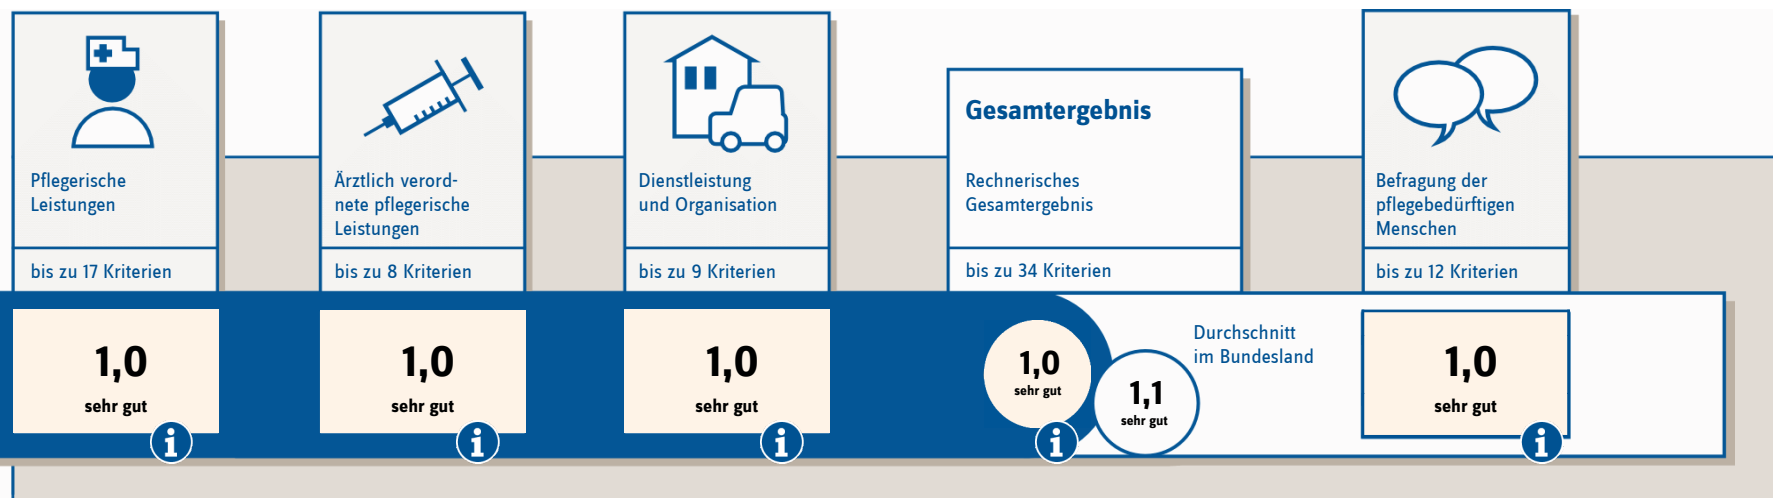 Pflegerische
Leistungen
bis zu 17 Kriterien
1,0
sehr gut
i
Ärztlich verord-
nete pflegerische
Leistungen
bis zu 8 Kriterien
1,0
sehr gut
i
Dienstleistung
und Organisation
bis zu 9 Kriterien
1,0
sehr gut
i
Gesamtergebnis
Rechnerisches
Gesamtergebnis
bis zu 34 Kriterien
1,0
sehr gut
i
1,1
sehr gut
Durchschnitt
im Bundesland
Befragung der
pflegebedürftigen
Menschen
bis zu 12 Kriterien
1,0
sehr gut
i